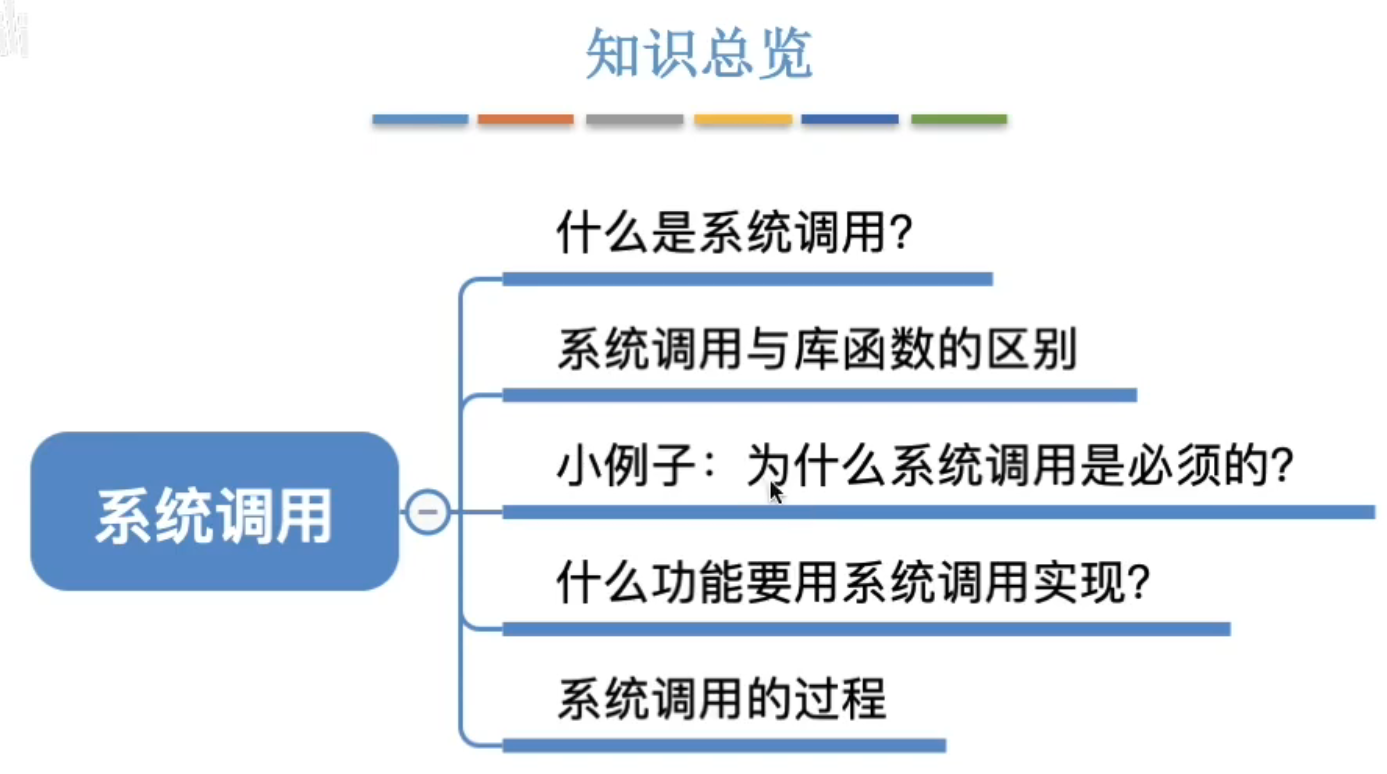 知识总览
什么是系统调用?
系统调用与库函数的区别
小例子：为什么系统调用是必须的?
系统调用
什么功能要用系统调用实现?
系统调用的过程